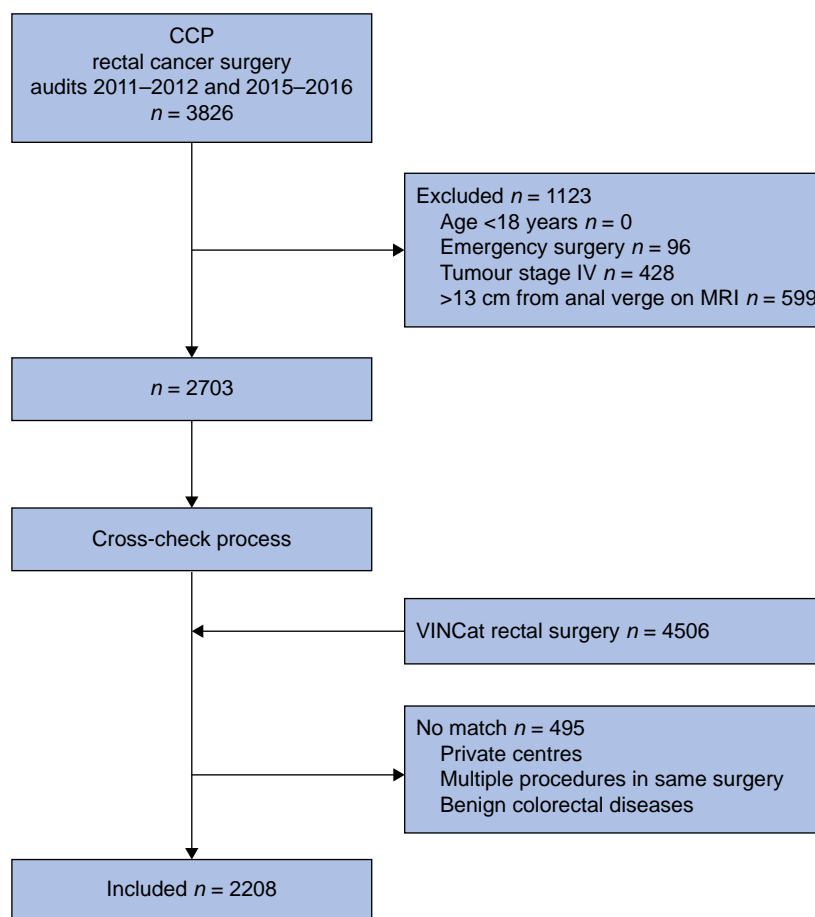 CCP
rectal cancer surgery
audits 2011–2012 and 2015–2016
n = 3826
Excluded n = 1123
Age <18 years n = 0
Emergency surgery n = 96
Tumour stage IV n = 428
>13 cm from anal verge on MRI n = 599
n = 2703
Cross-check process
VINCat rectal surgery n = 4506
No match n = 495
Private centres
Multiple procedures in same surgery
Benign colorectal diseases
Included n = 2208